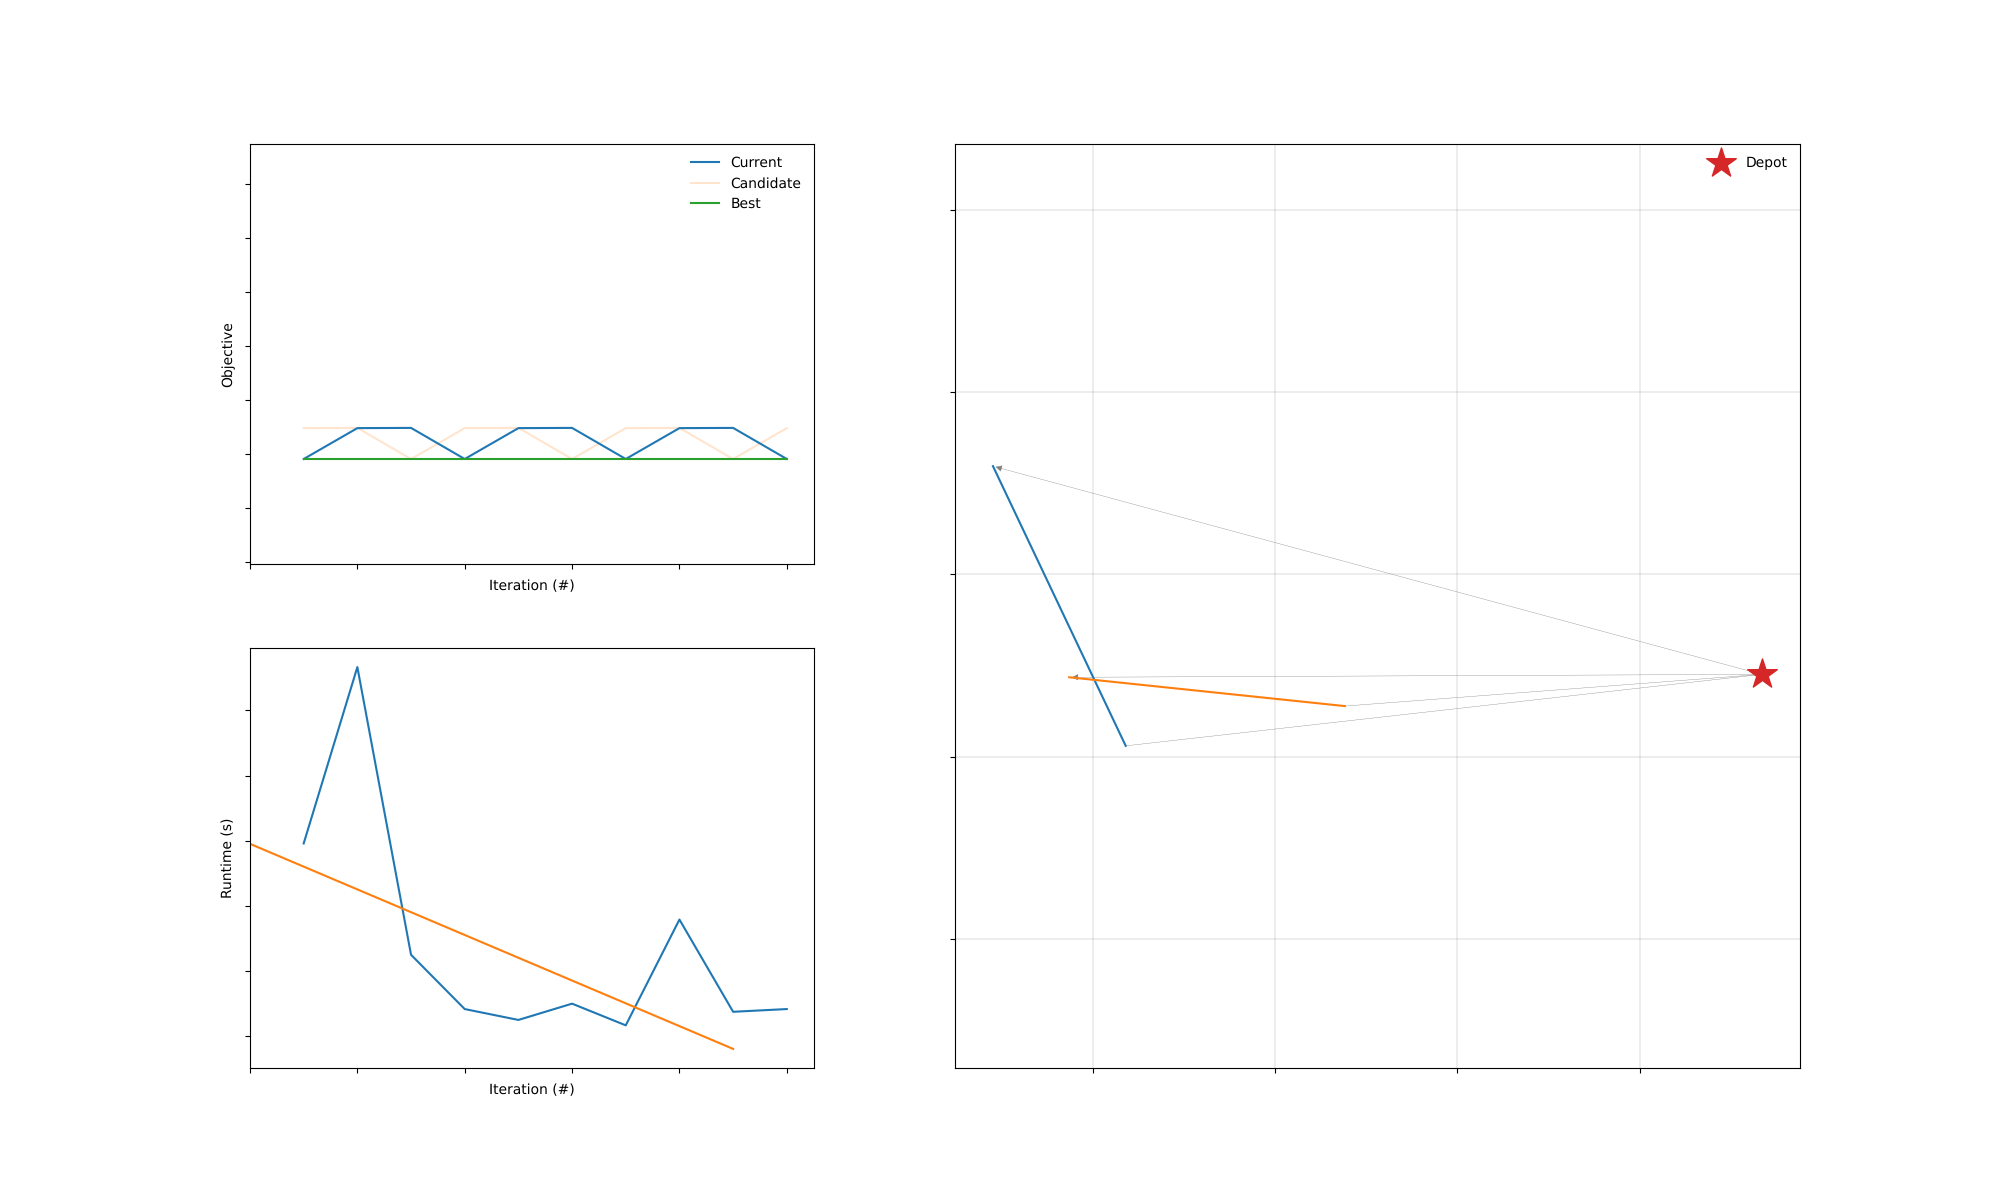 Current
Candidate
Best
Objective
Iteration (#)
Runtime (s)
Iteration (#)
Depot